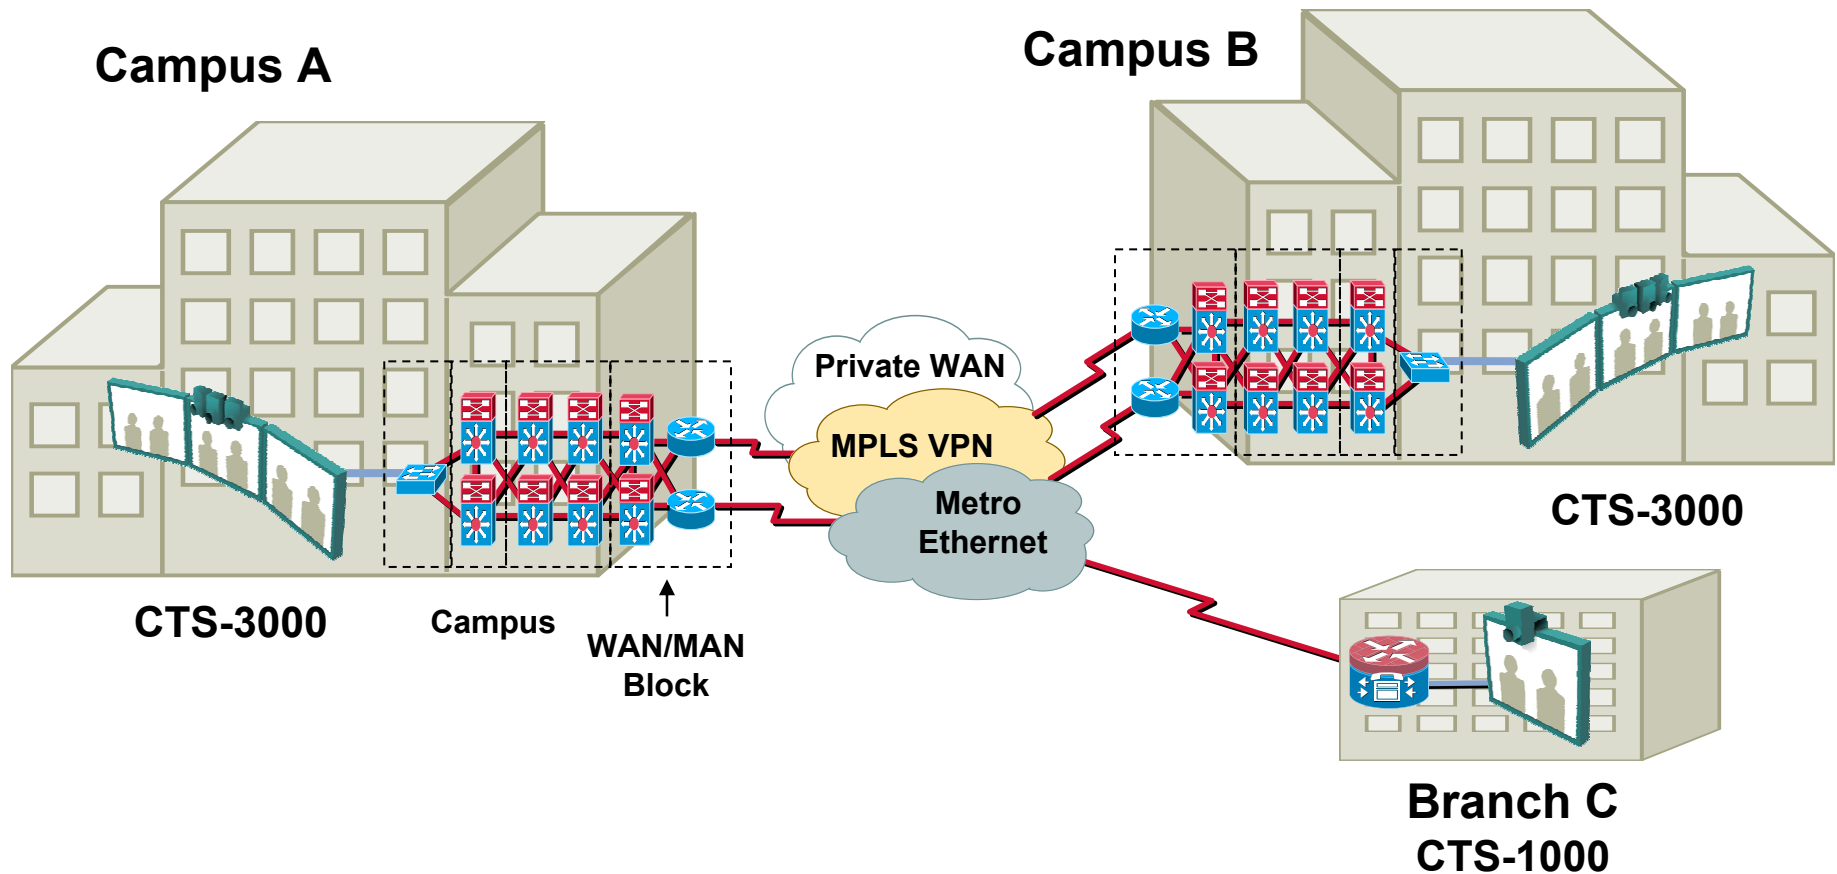 Campus A
Campus B
Private WAN
MPLS VPN
Metro
Ethernet
CTS-3000
CTS-3000
Campus
WAN/MAN
Block
Branch C
CTS-1000